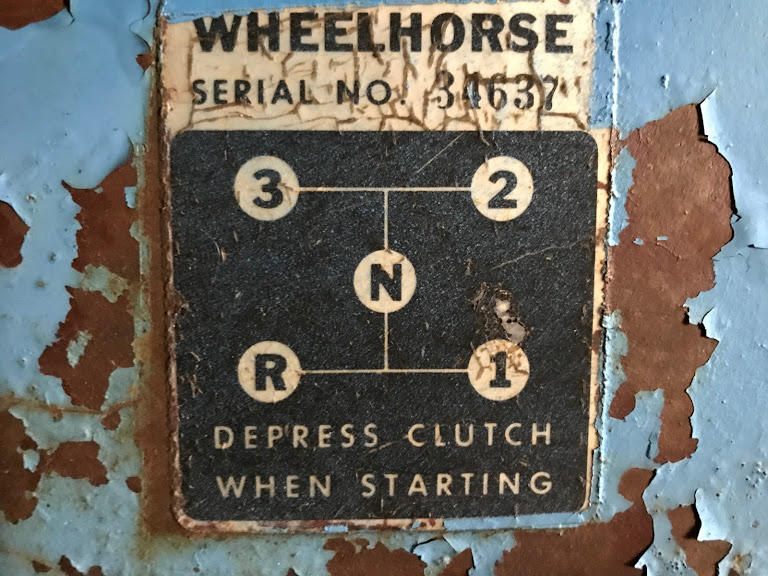 WHEELHORSE
SERIAL NO. 34637
3 2
N
R 1
DEPRESS CLUTCH
WHEN STARTING